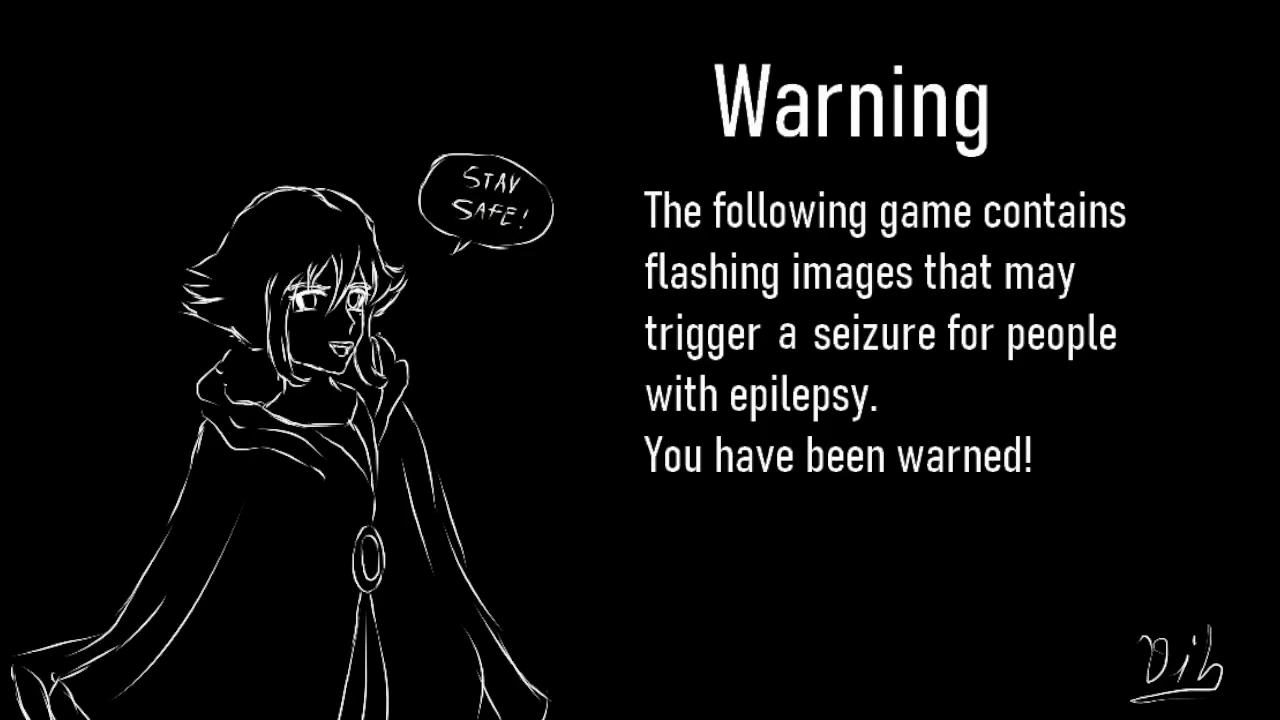 STAY
SAFE!
Warning
The following game contains
flashing images that may
trigger a seizure for people
with epilepsy.
You have been warned!